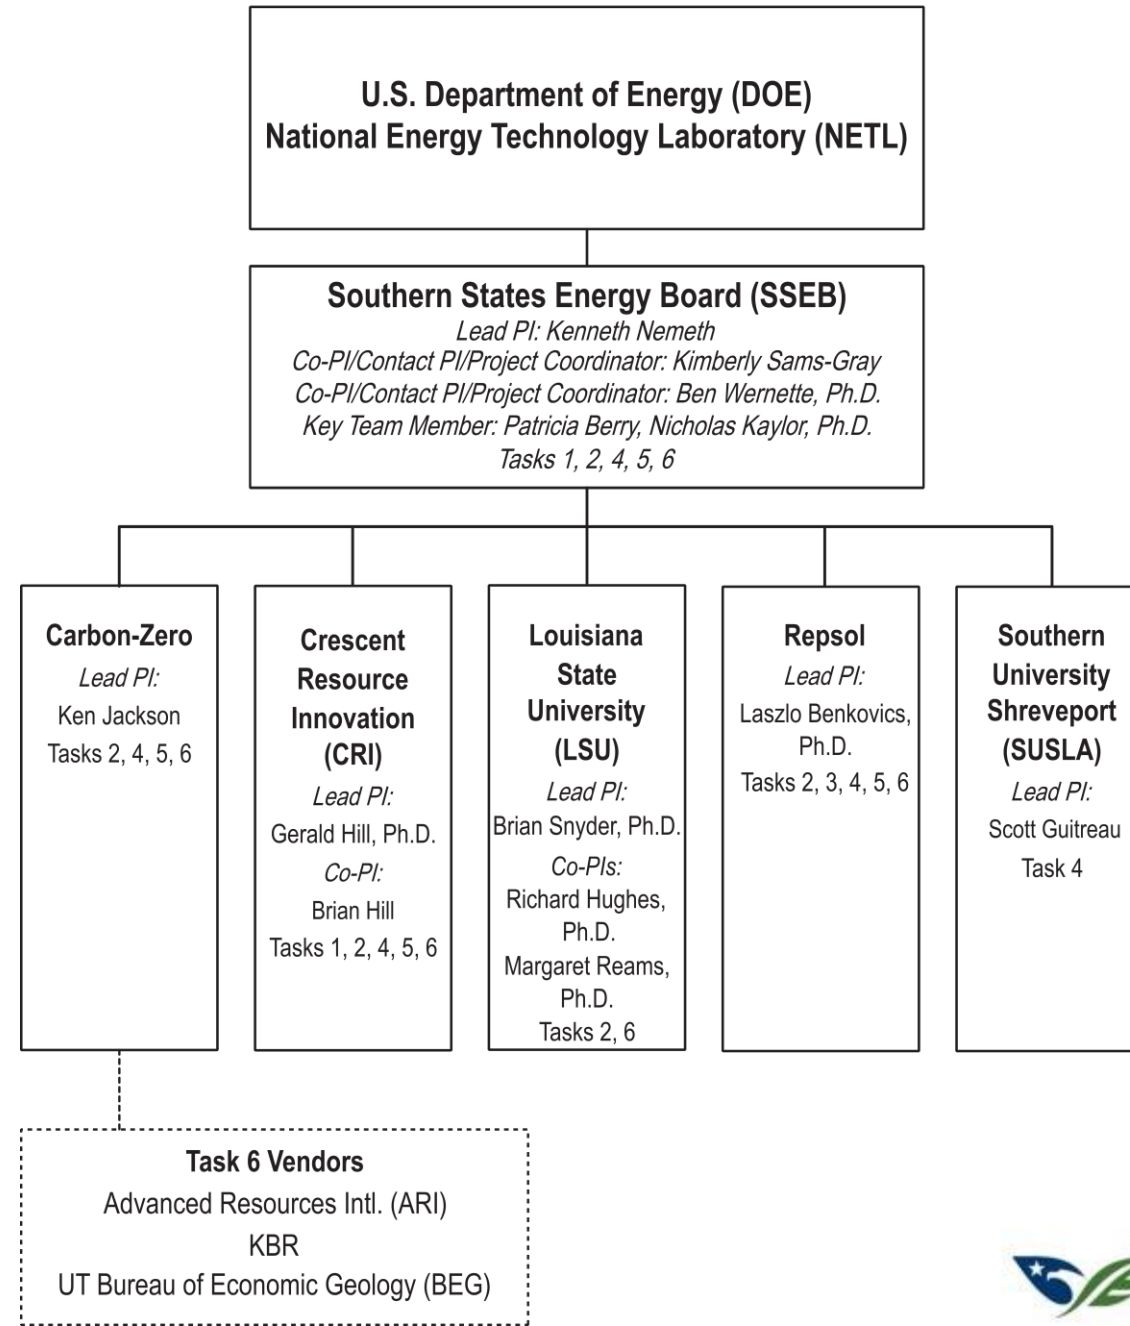 U.S. Department of Energy (DOE)
National Energy Technology Laboratory (NETL)
Southern States Energy Board (SSEB)
Lead PI: Kenneth Nemeth
Co-PI/Contact PI/Project Coordinator: Kimberly Sams-Gray
Co-PI/Contact PI/Project Coordinator: Ben Wernette, Ph.D.
Key Team Member: Patricia Berry, Nicholas Kaylor, Ph.D.
Tasks 1, 2, 4, 5, 6
Carbon-Zero
Lead PI:
Ken Jackson
Tasks 2, 4, 5, 6
Crescent
Resource
Innovation
(CRI)
Lead PI:
Gerald Hill, Ph.D.
Co-PI:
Brian Hill
Tasks 1, 2, 4, 5, 6
Louisiana
State
University
(LSU)
Lead PI:
Brian Snyder, Ph.D.
Co-PIs:
Richard Hughes,
Ph.D.
Margaret Reams,
Ph.D.
Tasks 2, 6
Repsol
Lead PI:
Laszlo Benkovics,
Ph.D.
Tasks 2, 3, 4, 5, 6
Southern
University
Shreveport
(SUSLA)
Lead PI:
Scott Guitreau
Task 4
Task 6 Vendors
Advanced Resources Intl. (ARI)
KBR
UT Bureau of Economic Geology (BEG)